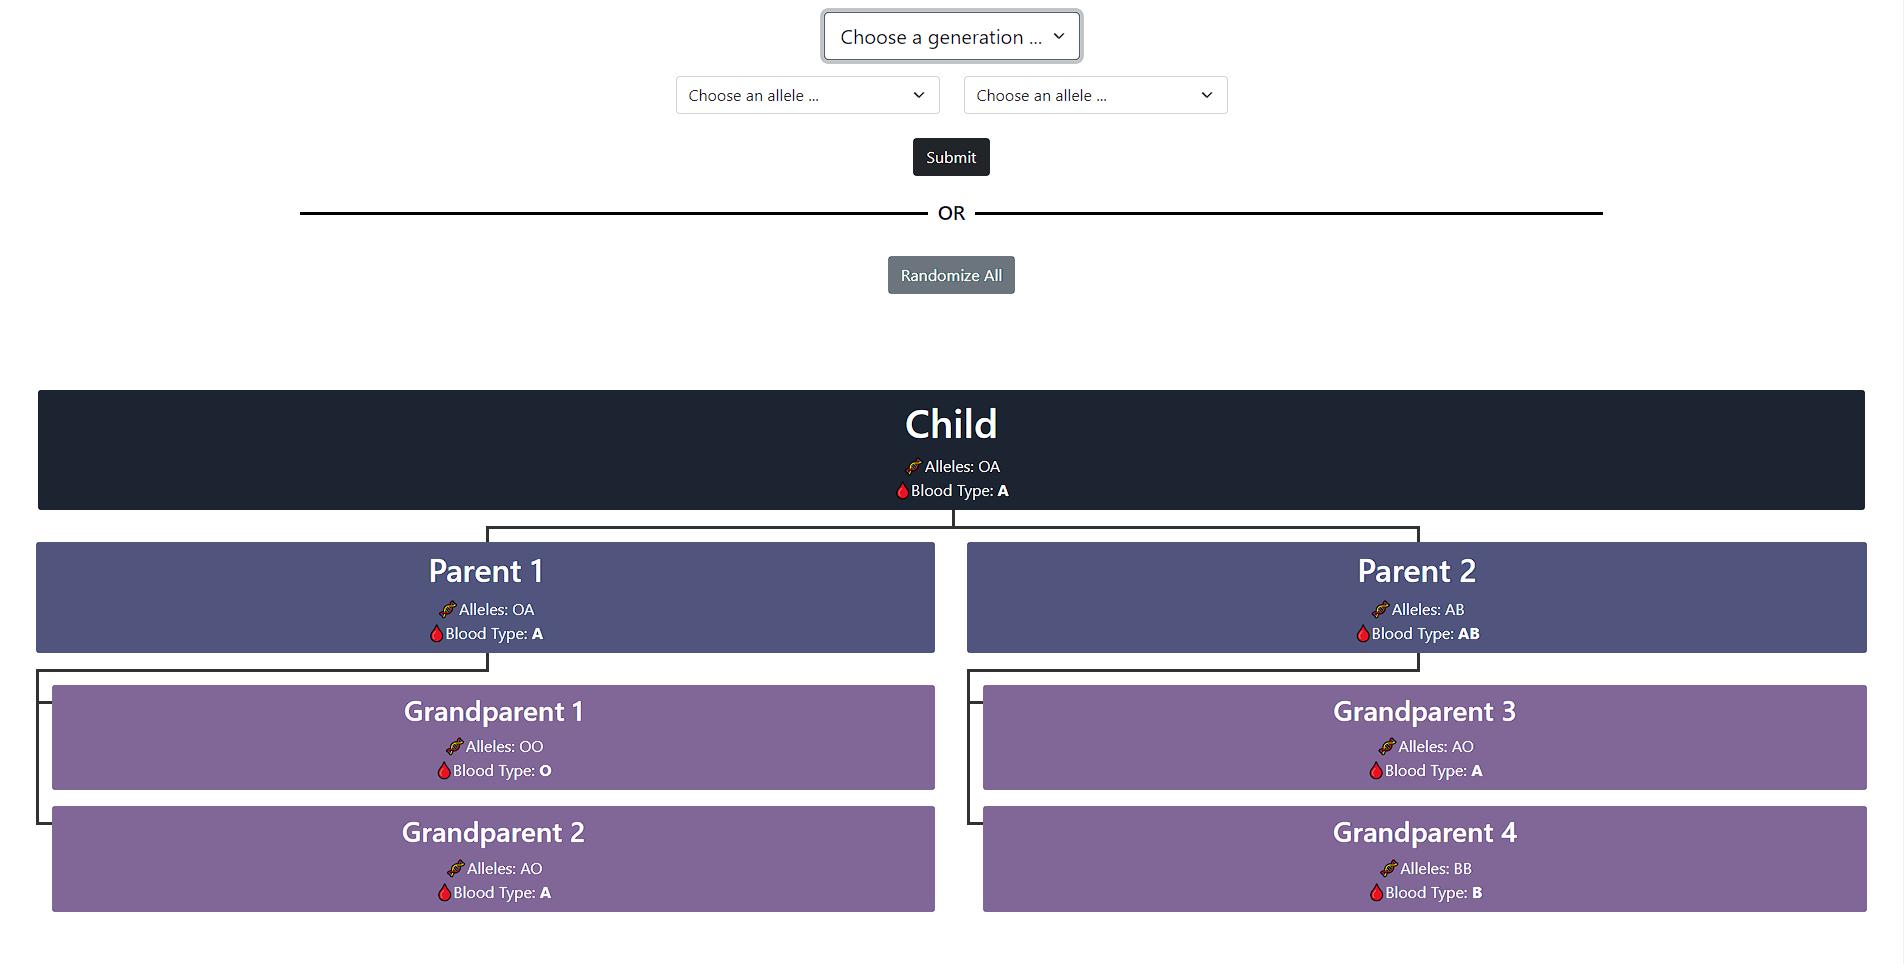 Choose a generation ...
Choose an allele ...
Choose an allele ...
Submit
OR
Randomize All
Child
Alleles: OA
Blood Type: A
Parent 1
Alleles: OA
Blood Type: A
Parent 2
Alleles: AB
Blood Type: AB
Grandparent 1
Alleles: OO
Blood Type: O
Grandparent 2
Alleles: AO
Blood Type: A
Grandparent 3
Alleles: AO
Blood Type: A
Grandparent 4
Alleles: BB
Blood Type: B